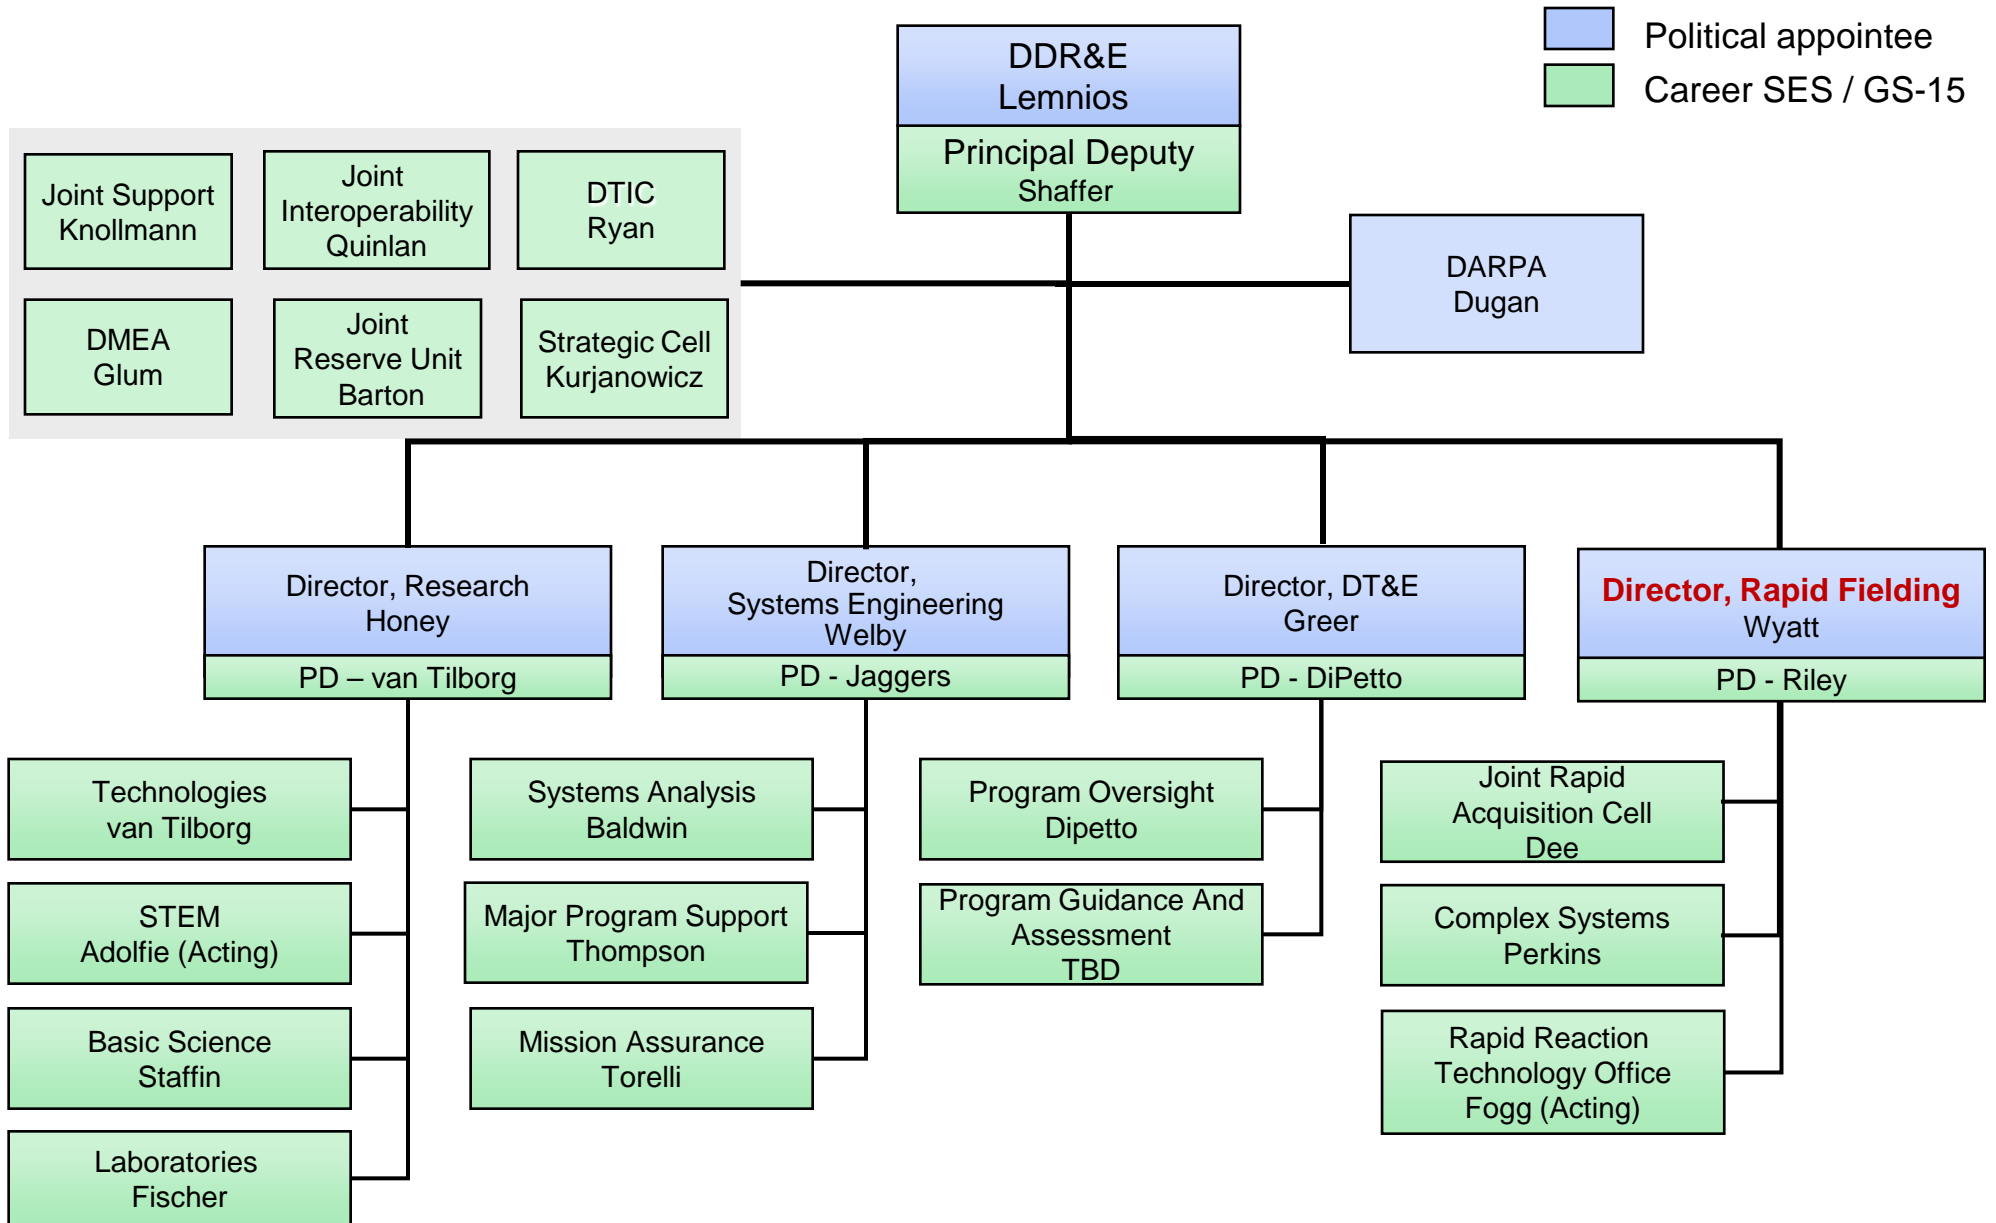 Political appointee
Career SES / GS-15
DDR&E
Lemnios
Principal Deputy
Shaffer
Joint Support
Knollmann
Joint
Interoperability
Quinlan
DTIC
Ryan
DMEA
Glum
Joint
Reserve Unit
Barton
Strategic Cell
Kurjanowicz
DARPA
Dugan
Director, Research
Honey
PD – van Tilborg
Director,
Systems Engineering
Welby
PD - Jaggers
Director, DT&E
Greer
PD - DiPetto
Director, Rapid Fielding
Wyatt
PD - Riley
Technologies
van Tilborg
STEM
Adolfie (Acting)
Basic Science
Staffin
Laboratories
Fischer
Systems Analysis
Baldwin
Major Program Support
Thompson
Mission Assurance
Torelli
Program Oversight
Dipetto
Program Guidance And
Assessment
TBD
Joint Rapid
Acquisition Cell
Dee
Complex Systems
Perkins
Rapid Reaction
Technology Office
Fogg (Acting)